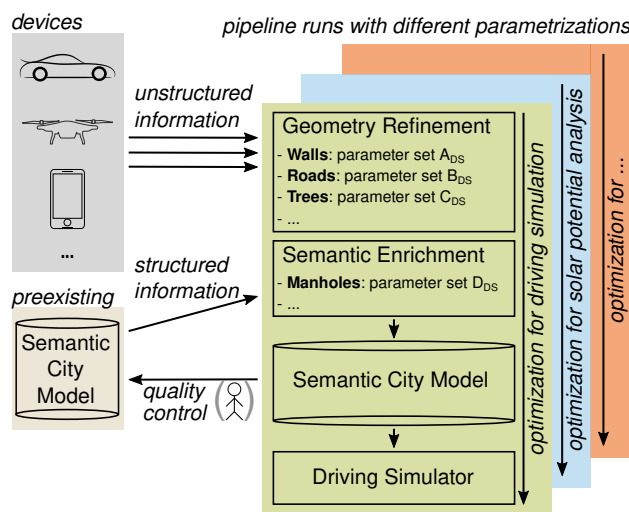 devices
pipeline runs with different parametrizations
unstructured
information
...
Geometry Refinement
- Walls: parameter set ADS
- Roads: parameter set BDS
- Trees: parameter set CDS
- ...
Semantic Enrichment
- Manholes: parameter set DDS
- ...
structured
information
preexisting
Semantic
City
Model
quality
control
Semantic City Model
Driving Simulator
optimization for driving simulation
optimization for solar potential analysis
optimization for ...